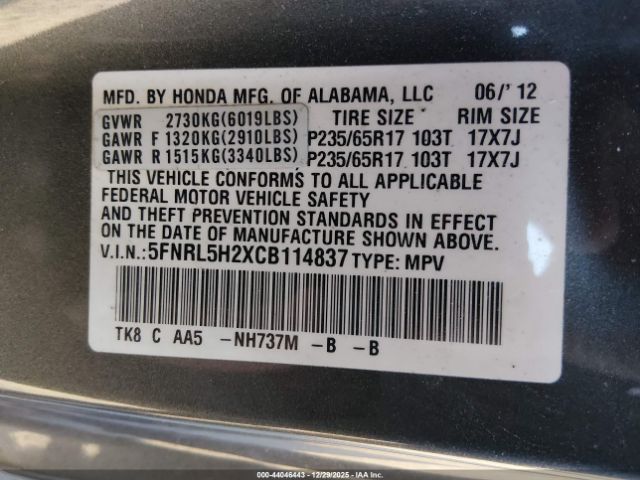 MFD. BY HONDA MFG. OF ALABAMA, LLC 06/'12
GVWR 2730KG(6019LBS) TIRE SIZE RIM SIZE
GAWR F 1320KG(2910LBS) P235/65R17 103T 17X7J
GAWR R 1515KG(3340LBS) P235/65R17 103T 17X7J
THIS VEHICLE CONFORMS TO ALL APPLICABLE
FEDERAL MOTOR VEHICLE SAFETY
AND THEFT PREVENTION STANDARDS IN EFFECT
ON THE DATE OF MANUFACTURE SHOWN ABOVE.
V.I.N.: 5FNRL5H2XCB114837 TYPE: MPV
TK8 C AA5 -NH737M -B -B
000-44046443 - 12/29/2025 - IAAI.COM